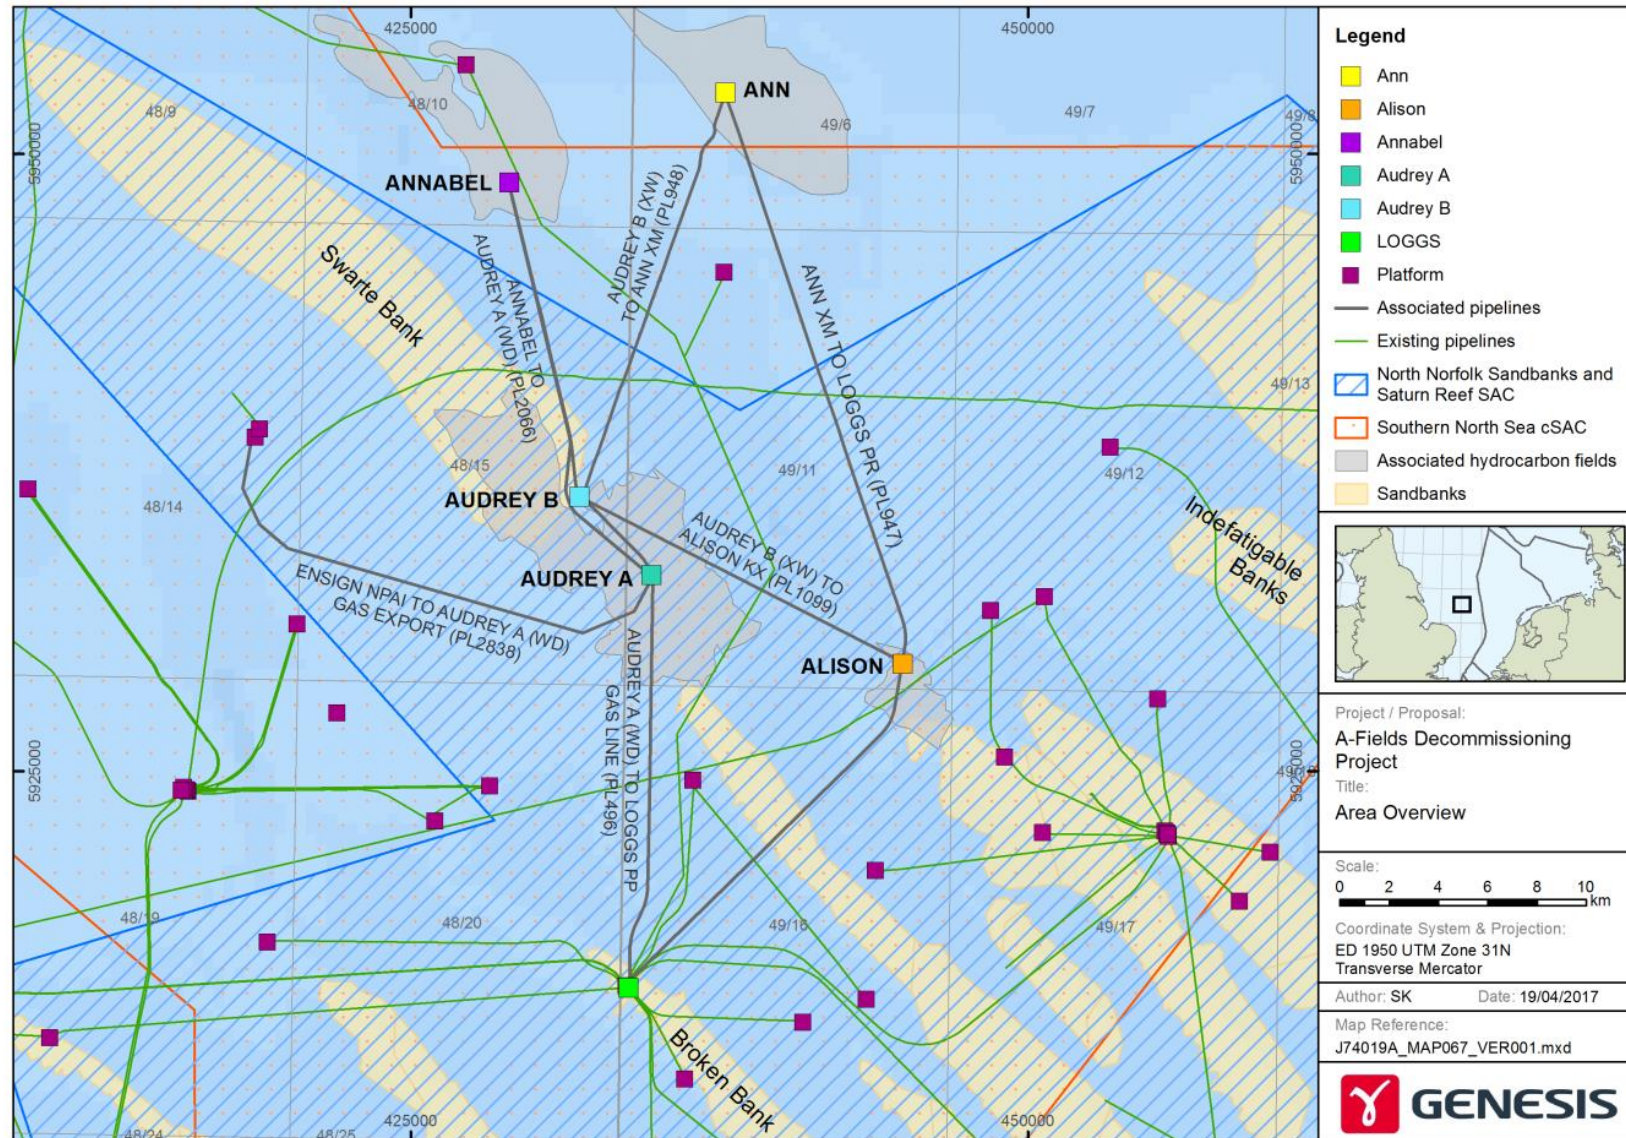 425000
450000
48/9
48/10
ANN
49/6
49/7
49/8
5950000
5950000
ANNABEL
AUDREY B (XW)
TO ANN XM (PL948)
Swarte Bank
ANNABEL TO
AUDREY A (WD) (PL2066)
ANN XM TO LOGGS PR (PL947)
49/13
48/15
49/11
49/12
48/14
AUDREY B
Indefatigable
Banks
AUDREY B (XW) TO
ALISON KX (PL1099)
AUDREY A
ENSIGN NPAI TO AUDREY A (WD)
GAS EXPORT (PL2838)
ALISON
AUDREY A (WD) TO LOGGS PP
GAS LINE (PL496)
5925000
5925000
48/19
48/20
49/16
49/17
Broken Bank
425000
450000
48/24
48/25
Legend
Ann
Alison
Annabel
Audrey A
Audrey B
LOGGS
Platform
Associated pipelines
Existing pipelines
North Norfolk Sandbanks and
Saturn Reef SAC
Southern North Sea cSAC
Associated hydrocarbon fields
Sandbanks
Project / Proposal:
A-Fields Decommissioning
Project
Title:
Area Overview
Scale:
0 2 4 6 8 10
km
Coordinate System & Projection:
ED 1950 UTM Zone 31N
Transverse Mercator
Author: SK Date: 19/04/2017
Map Reference:
J74019A_MAP067_VER001.mxd
GENESIS